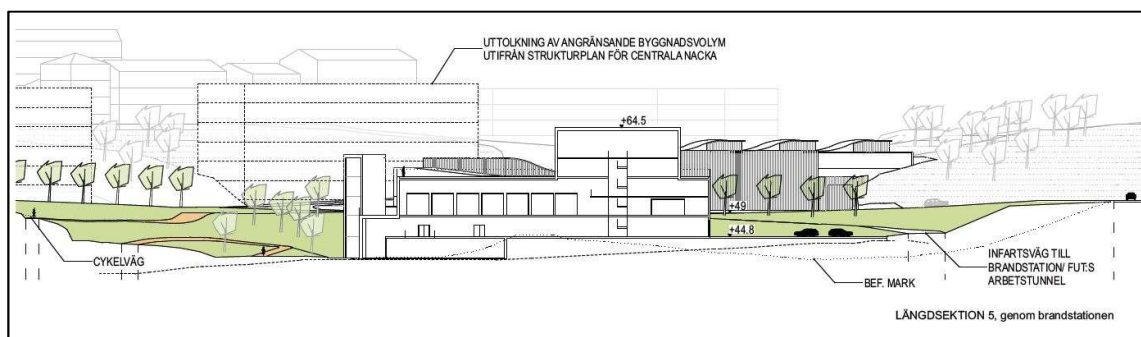 UTTOLKNING AV ANGRÄNSANDE BYGGNADSVOLYM
UTIFRÅN STRUKTURPLAN FÖR CENTRALA NACKA
+64.5
+49
+44.8
CYKELVÄG
BEF. MARK
INFARTSVÄG TILL
BRANDSTATION/ FUT:S
ARBETSTUNNEL
LÄNGDSEKTION 5, genom brandstationen